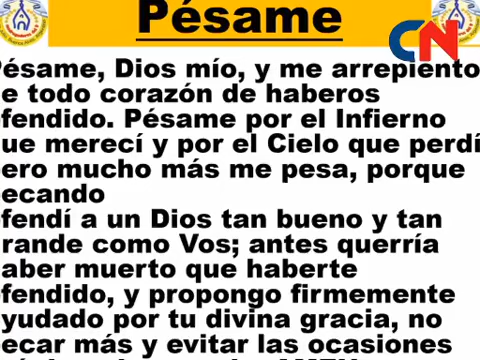 Pésame
CN
ésame, Dios mío, y me arrepiento
e todo corazón de haberos
fendido. Pésame por el Infierno
ue merecí y por el Cielo que perdí
ero mucho más me pesa, porque
ecando
fendí a un Dios tan bueno y tan
rande como Vos; antes querría
aber muerto que haberte
fendido, y propongo firmemente
yudado por tu divina gracia, no
ecar más y evitar las ocasiones